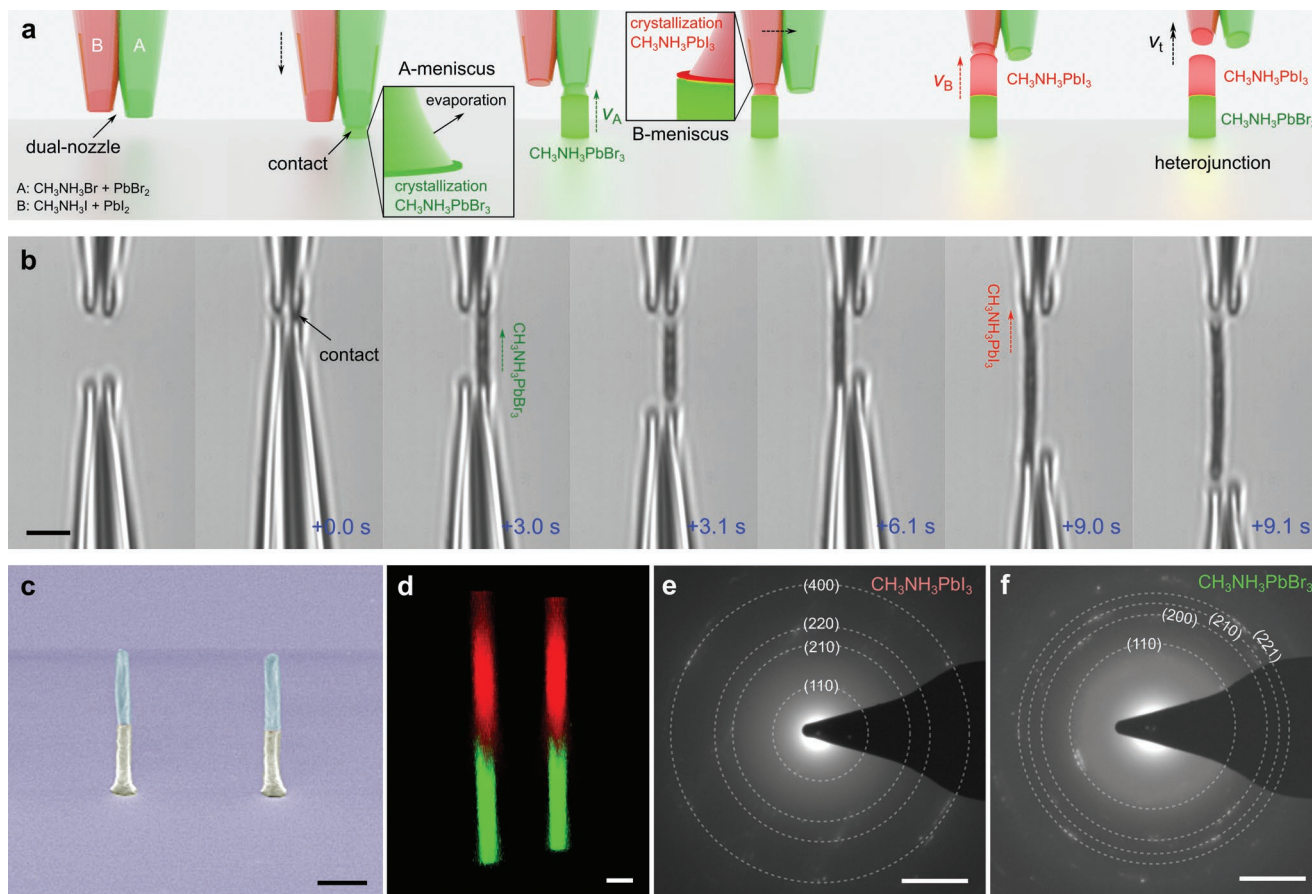 a
B
A
dual-nozzle
A: CH₃NH₃Br + PbBr₂
B: CH₃NH₃I + PbI₂
contact
A-meniscus
evaporation
crystallization
CH₃NH₃PbBr₃
vA
CH₃NH₃PbBr₃
crystallization
CH₃NH₃PbI₃
B-meniscus
vB
CH₃NH₃PbI₃
vt
CH₃NH₃PbI₃
CH₃NH₃PbBr₃
heterojunction
b
contact
+0.0 s
CH₃NH₃PbBr₃
+3.0 s
+3.1 s
+6.1 s
CH₃NH₃PbI₃
+9.0 s
+9.1 s
c
d
e
CH₃NH₃PbI₃
(400)
(220)
(210)
(110)
f
CH₃NH₃PbBr₃
(200)
(210)
(221)
(110)